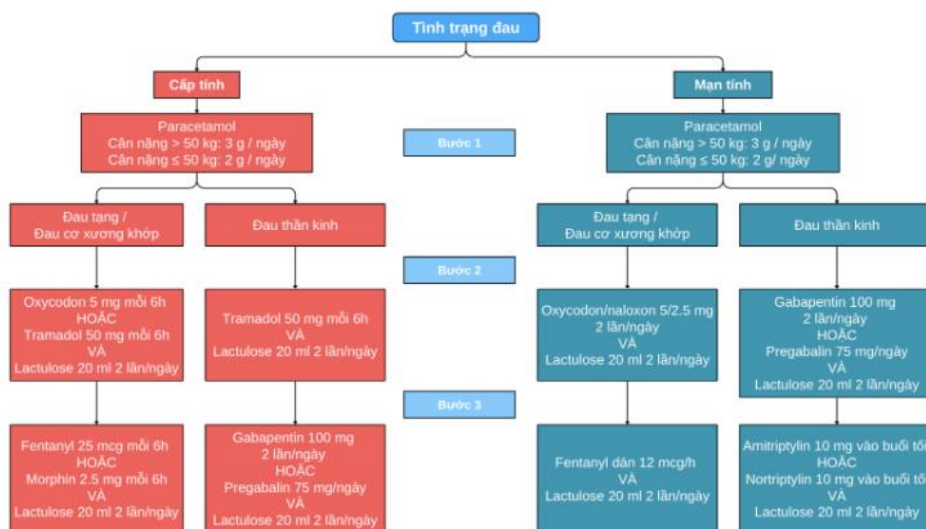 Tình trạng đau
Cấp tính
Mạn tính
Paracetamol
Cân nặng > 50 kg: 3 g / ngày
Cân nặng ≤ 50 kg: 2 g / ngày
Bước 1
Paracetamol
Cân nặng > 50 kg: 3 g / ngày
Cân nặng ≤ 50 kg: 2 g/ ngày
Đau tạng /
Đau cơ xương khớp
Đau thần kinh
Đau tạng /
Đau cơ xương khớp
Đau thần kinh
Bước 2
Oxycodon 5 mg mỗi 6h
HOẶC
Tramadol 50 mg mỗi 6h
VÀ
Lactulose 20 ml 2 lần/ngày
Tramadol 50 mg mỗi 6h
VÀ
Lactulose 20 ml 2 lần/ngày
Oxycodon/naloxon 5/2.5 mg
2 lần/ngày
VÀ
Lactulose 20 ml 2 lần/ngày
Gabapentin 100 mg
2 lần/ngày
HOẶC
Pregabalin 75 mg/ngày
VÀ
Lactulose 20 ml 2 lần/ngày
Bước 3
Fentanyl 25 mcg mỗi 6h
HOẶC
Morphin 2.5 mg mỗi 6h
VÀ
Lactulose 20 ml 2 lần/ngày
Gabapentin 100 mg
2 lần/ngày
HOẶC
Pregabalin 75 mg/ngày
VÀ
Lactulose 20 ml 2 lần/ngày
Fentanyl dán 12 mcg/h
VÀ
Lactulose 20 ml 2 lần/ngày
Amitriptylin 10 mg vào buổi tối
HOẶC
Nortriptylin 10 mg vào buổi tối
VÀ
Lactulose 20 ml 2 lần/ngày